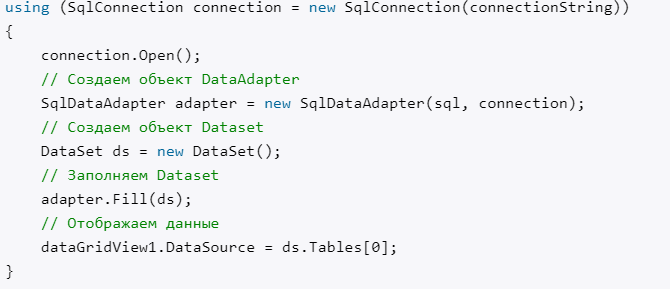 using (SqlConnection connection = new SqlConnection(connectionString))
{
    connection.Open();
    // Создаем объект DataAdapter
    SqlDataAdapter adapter = new SqlDataAdapter(sql, connection);
    // Создаем объект Dataset
    DataSet ds = new DataSet();
    // Заполняем Dataset
    adapter.Fill(ds);
    // Отображаем данные
    dataGridView1.DataSource = ds.Tables[0];
}